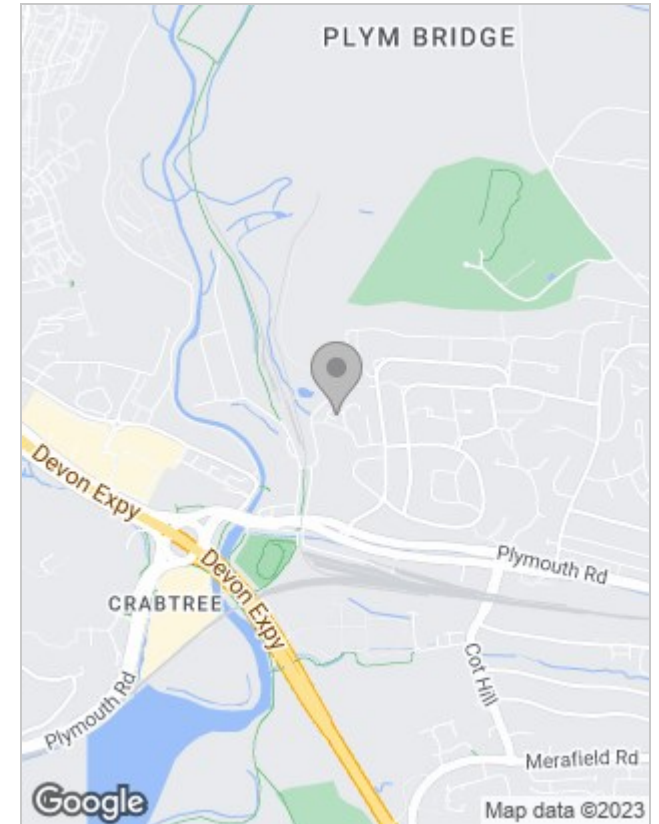 PLYM BRIDGE
Devon Expy
Devon Expy
Plymouth Rd
CRABTREE
Plymouth Rd
Cot Hill
Merafield Rd
Google
Map data ©2023